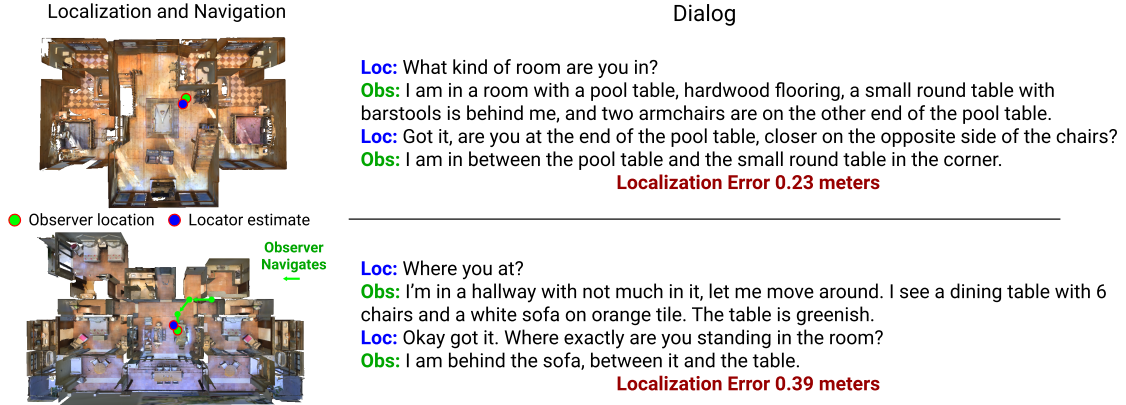 Localization and Navigation
Dialog
Loc: What kind of room are you in?
Obs: I am in a room with a pool table, hardwood flooring, a small round table with
barstools is behind me, and two armchairs are on the other end of the pool table.
Loc: Got it, are you at the end of the pool table, closer on the opposite side of the chairs?
Obs: I am in between the pool table and the small round table in the corner.
Localization Error 0.23 meters
Observer location
Locator estimate
Observer
Navigates
Loc: Where you at?
Obs: I’m in a hallway with not much in it, let me move around. I see a dining table with 6
chairs and a white sofa on orange tile. The table is greenish.
Loc: Okay got it. Where exactly are you standing in the room?
Obs: I am behind the sofa, between it and the table.
Localization Error 0.39 meters